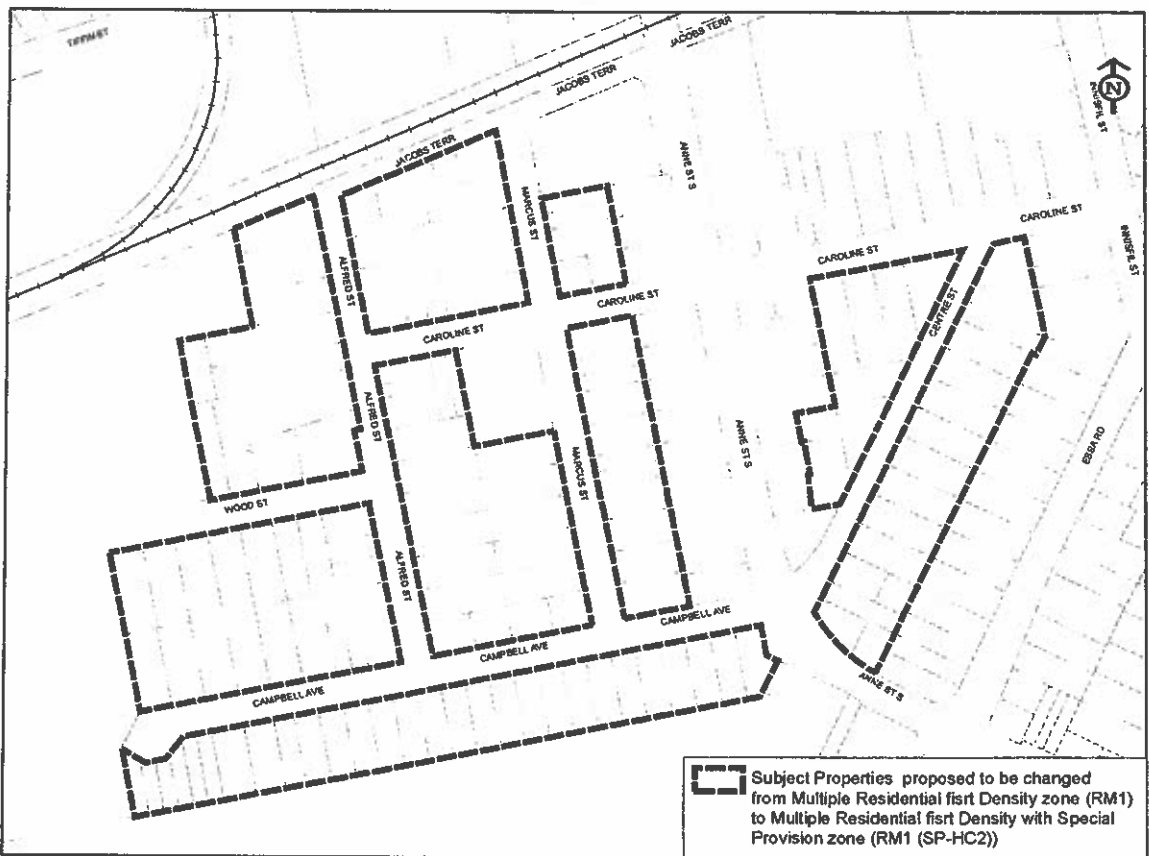 TIFFIN ST
JACOBS TERR
JACOBS TERR
N
INNISFIL ST
JACOBS TERR
ANNE ST S
MARCUS ST
CAROLINE ST
INNISFIL ST
ALFRED ST
CAROLINE ST
CAROLINE ST
CENTRE ST
CAROLINE ST
ALFRED ST
MARCUS ST
ANNE ST S
EBBA RD
WOOD ST
ALFRED ST
CAMPBELL AVE
CAMPBELL AVE
CAMPBELL AVE
ANNE ST S
Subject Properties proposed to be changed
from Multiple Residential fisrt Density zone (RM1)
to Multiple Residential fisrt Density with Special
Provision zone (RM1 (SP-HC2))